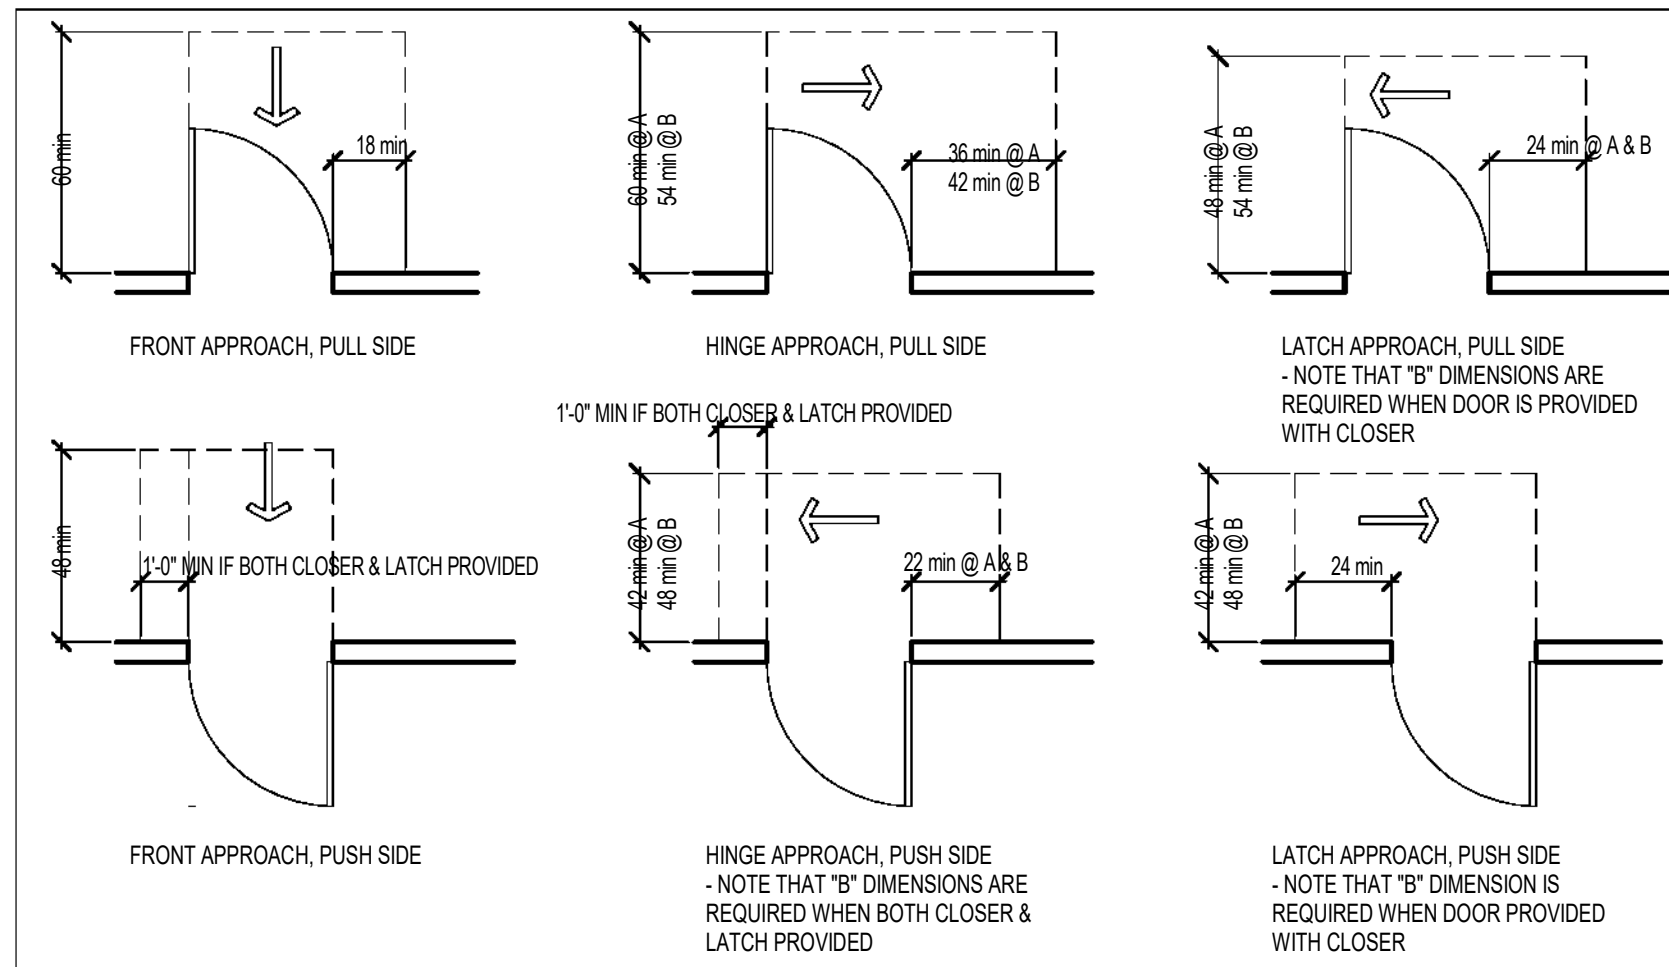 60 min
18 min
FRONT APPROACH, PULL SIDE
60 min @ A
54 min @ B
36 min @ A
42 min @ B
HINGE APPROACH, PULL SIDE
48 min @ A
54 min @ B
24 min @ A & B
LATCH APPROACH, PULL SIDE
- NOTE THAT "B" DIMENSIONS ARE
REQUIRED WHEN DOOR IS PROVIDED
WITH CLOSER
48 min
1'-0" MIN IF BOTH CLOSER & LATCH PROVIDED
FRONT APPROACH, PUSH SIDE
1'-0" MIN IF BOTH CLOSER & LATCH PROVIDED
42 min @ A
48 min @ B
22 min @ A & B
HINGE APPROACH, PUSH SIDE
- NOTE THAT "B" DIMENSIONS ARE
REQUIRED WHEN BOTH CLOSER &
LATCH PROVIDED
42 min @ A
48 min @ B
24 min
LATCH APPROACH, PUSH SIDE
- NOTE THAT "B" DIMENSION IS
REQUIRED WHEN DOOR PROVIDED
WITH CLOSER